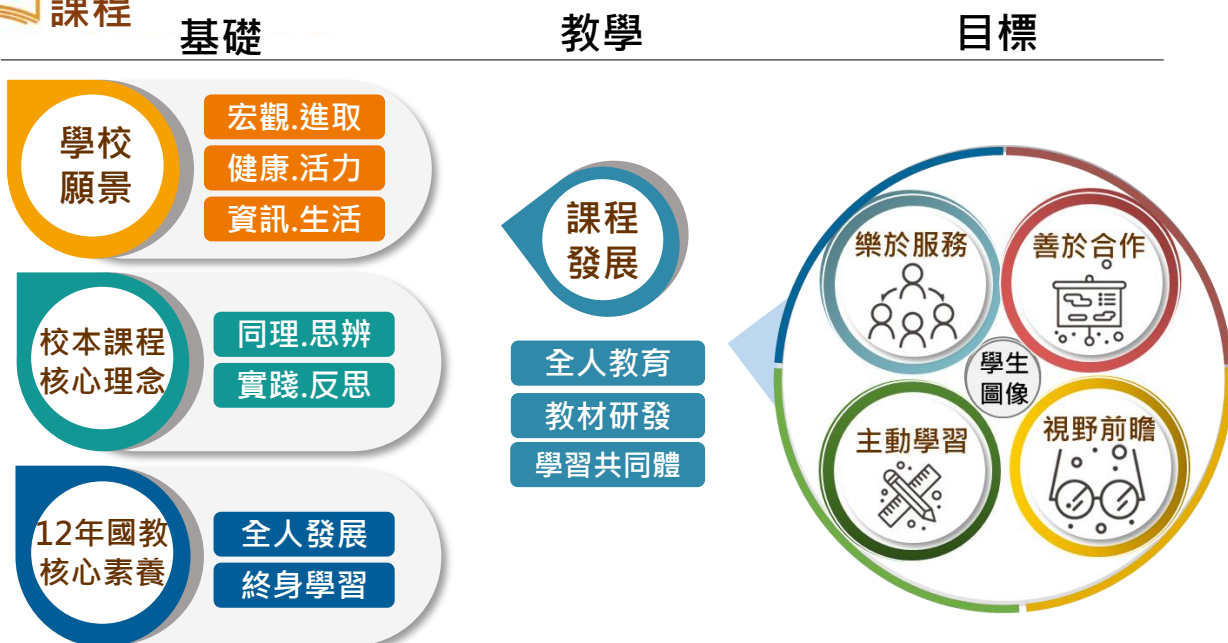 課程
基礎
教學
目標
學校
願景
宏觀.進取
健康.活力
資訊.生活
校本課程
核心理念
同理.思辨
實踐.反思
12年國教
核心素養
全人發展
終身學習
課程
發展
全人教育
教材研發
學習共同體
樂於服務
善於合作
學生
圖像
主動學習
視野前瞻